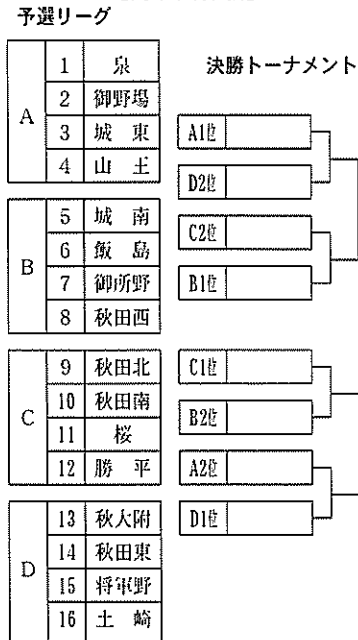 予選リーグ
A
1 泉
2 御野場
3 城 東
4 山 王
B
5 城 南
6 飯 島
7 御所野
8 秋田西
C
9 秋田北
10 秋田南
11 桜
12 勝 平
D
13 秋大附
14 秋田東
15 将軍野
16 土 崎
決勝トーナメント
A1位
D2位
C2位
B1位
C1位
B2位
A2位
D1位